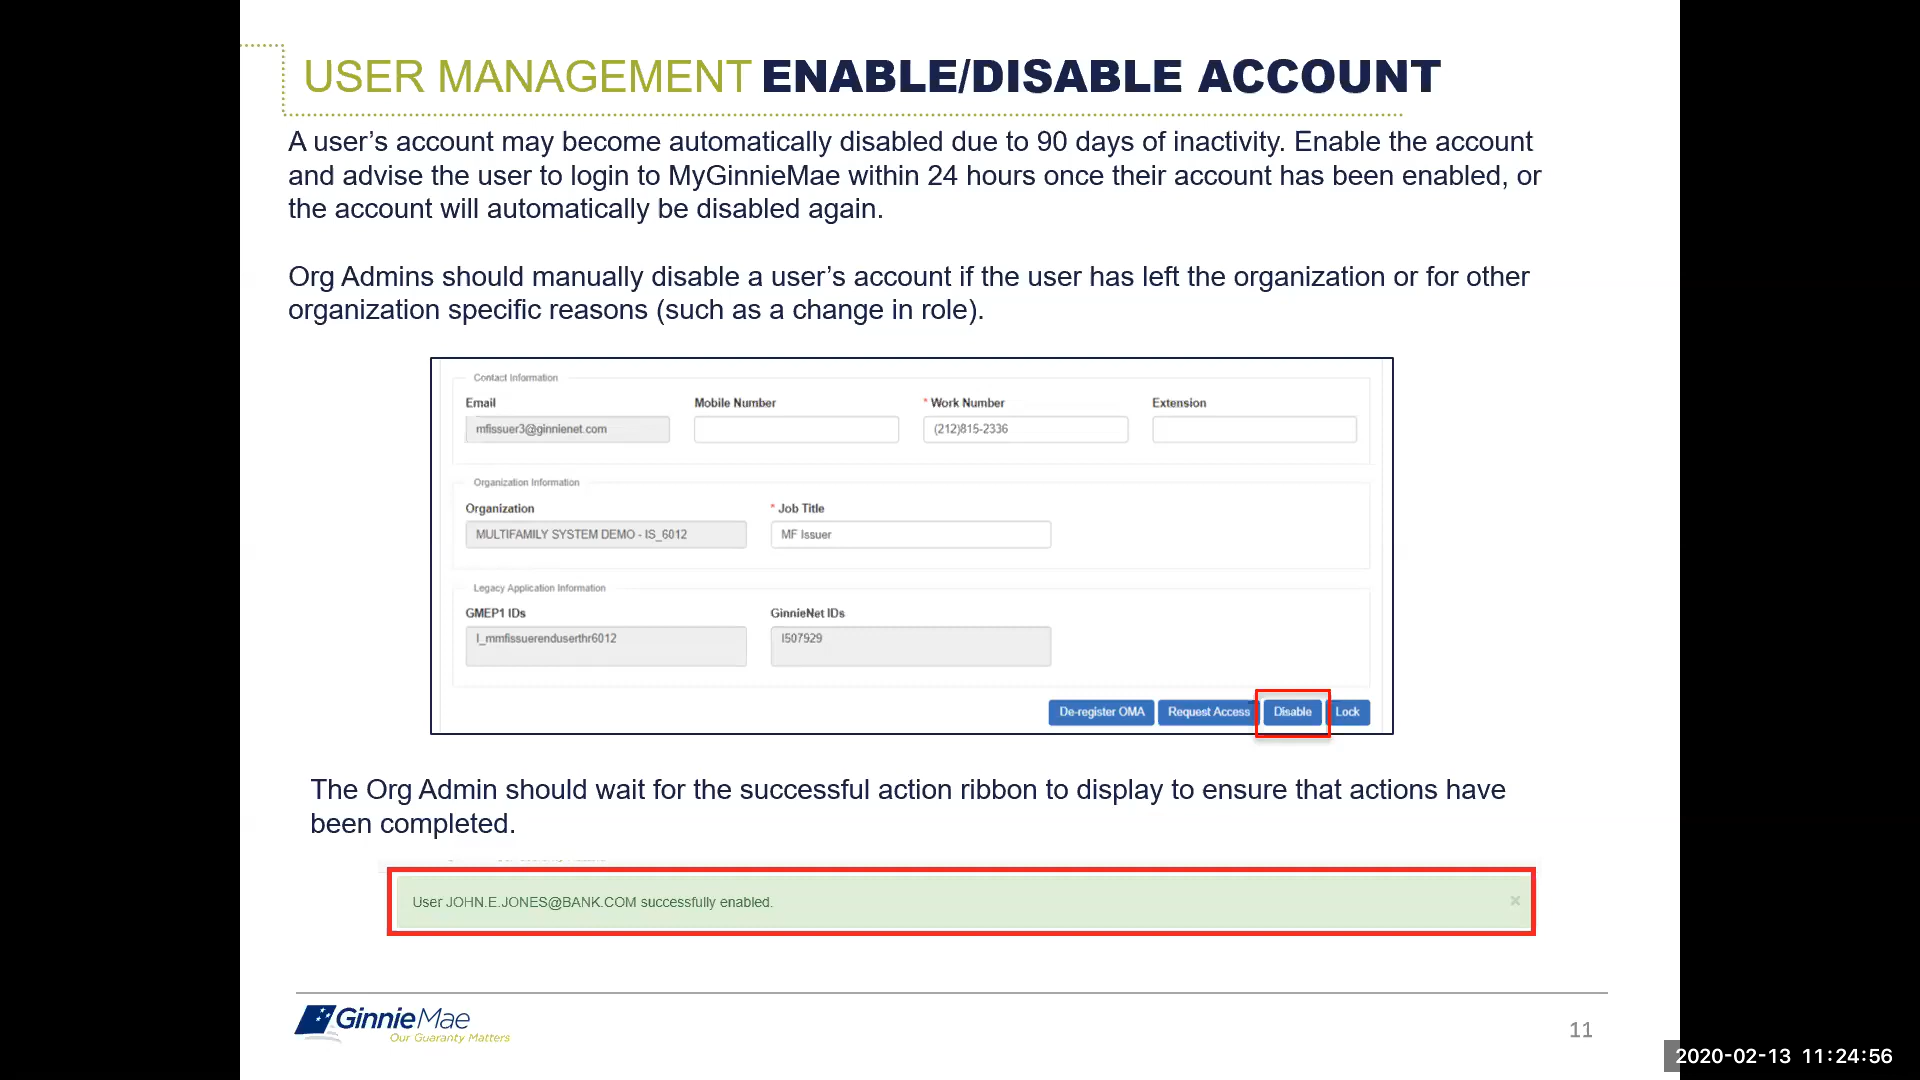 USER MANAGEMENT ENABLE/DISABLE ACCOUNT
A user’s account may become automatically disabled due to 90 days of inactivity. Enable the account
and advise the user to login to MyGinnieMae within 24 hours once their account has been enabled, or
the account will automatically be disabled again.
Org Admins should manually disable a user’s account if the user has left the organization or for other
organization specific reasons (such as a change in role).
Contact Information
Email Mobile Number * Work Number Extension
mfissuer3@ginnienet.com (212)815-2336
Organization Information
Organization * Job Title
MULTIFAMILY SYSTEM DEMO - IS_6012 MF Issuer
Legacy Application Information
GMEP1 IDs GinnieNet IDs
I_mmfissuerenduserthr6012 I507929
De-register OMA Request Access Disable Lock
The Org Admin should wait for the successful action ribbon to display to ensure that actions have
been completed.
User JOHN.E.JONES@BANK.COM successfully enabled. ×
GinnieMae
Our Guaranty Matters
11
2020-02-13 11:24:56